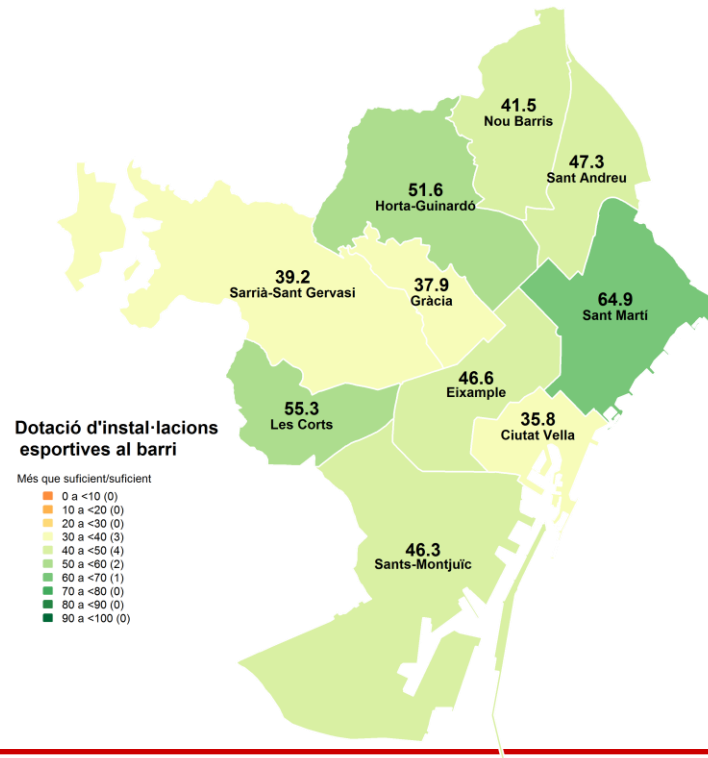 41.5
Nou Barris
47.3
Sant Andreu
51.6
Horta-Guinardó
39.2
Sarrià-Sant Gervasi
37.9
Gràcia
64.9
Sant Martí
46.6
Eixample
55.3
Les Corts
35.8
Ciutat Vella
46.3
Sants-Montjuïc
Dotació d'instal·lacions
esportives al barri
Més que suficient/suficient
0 a <10 (0)
10 a <20 (0)
20 a <30 (0)
30 a <40 (3)
40 a <50 (4)
50 a <60 (2)
60 a <70 (1)
70 a <80 (0)
80 a <90 (0)
90 a <100 (0)